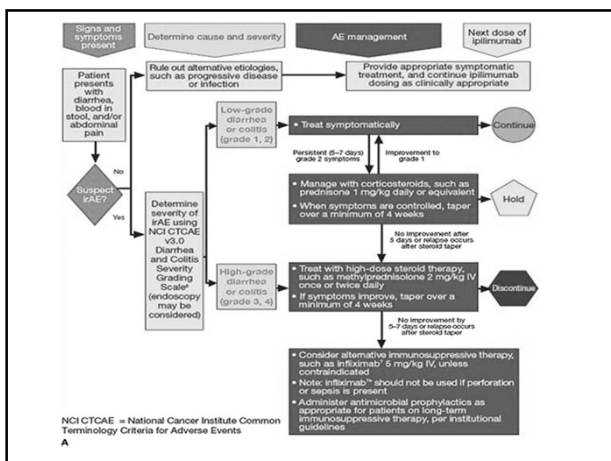 Signs and
symptoms
present
Determine cause and severity
AE management
Next dose of
ipilimumab
Patient
presents
with
diarrhea,
blood in
stool, and/or
abdominal
pain
Rule out alternative etiologies,
such as progressive disease
or infection
Provide appropriate symptomatic
treatment, and continue ipilimumab
dosing as clinically appropriate
No
Suspect
irAE?
Yes
Determine
severity of
irAE using
NCI CTCAE
v3.0
Diarrhea
and Colitis
Severity
Grading
Scale
(endoscopy
may be
considered)
Low-grade
diarrhea
or colitis
(grade 1, 2)
• Treat symptomatically
Continue
Persistent (5–7 days)
grade 2 symptoms
Improvement to
grade 1
• Manage with corticosteroids, such as
prednisone 1 mg/kg daily or equivalent
• When symptoms are controlled, taper
over a minimum of 4 weeks
Hold
No improvement after
5 days or relapse occurs
after steroid taper
High-grade
diarrhea
or colitis
(grade 3, 4)
• Treat with high-dose steroid therapy,
such as methylprednisolone 2 mg/kg IV
once or twice daily
• If symptoms improve, taper over a
minimum of 4 weeks
Discontinue
No improvement by
5–7 days or relapse occurs
after steroid taper
• Consider alternative immunosuppressive therapy,
such as infliximab 5 mg/kg IV, unless
contraindicated
• Note: infliximab should not be used if perforation
or sepsis is present
• Administer antimicrobial prophylactics as
appropriate for patients on long-term
immunosuppressive therapy, per institutional
guidelines
NCI CTCAE = National Cancer Institute Common
Terminology Criteria for Adverse Events
A